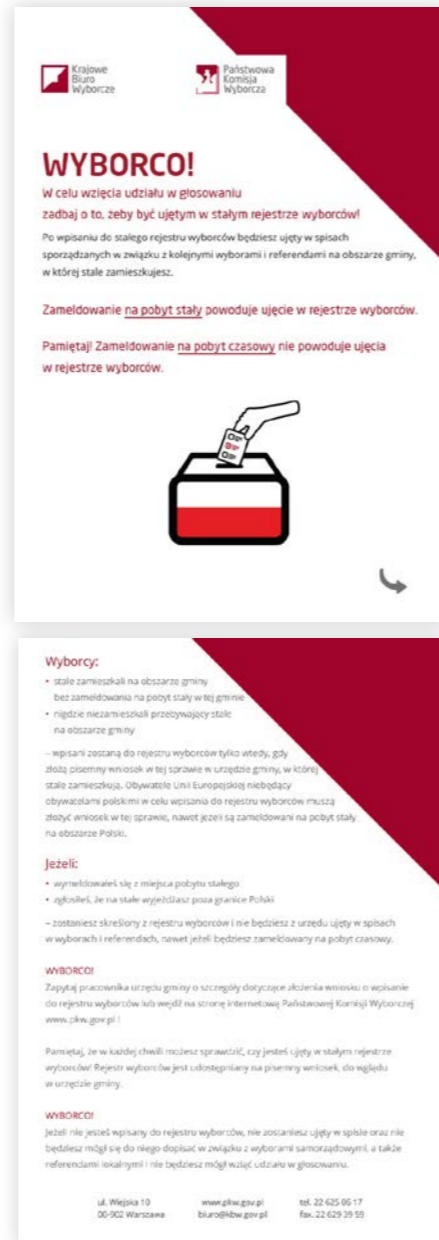 Krajowe
Biuro
Wyborcze
Państwowa
Komisja
Wyborcza
WYBORCO!
W celu wzięcia udziału w głosowaniu
zadbaj o to, żeby być ujętym w stałym rejestrze wyborców!
Po wpisaniu do stałego rejestru wyborców będziesz ujęty w spisach
sporządzanych w związku z kolejnymi wyborami i referendami na obszarze gminy,
w której stale zamieszkujesz.
Zameldowanie na pobyt stały powoduje ujęcie w rejestrze wyborców.
Pamiętaj! Zameldowanie na pobyt czasowy nie powoduje ujęcia
w rejestrze wyborców.
Wyborcy:
• stale zamieszkali na obszarze gminy
bez zameldowania na pobyt stały w tej gminie
• nigdzie niezamieszkali przebywający stale
na obszarze gminy
– wpisani zostaną do rejestru wyborców tylko wtedy, gdy
złożą pisemny wniosek w tej sprawie w urzędzie gminy, w której
stale zamieszkują. Obywatele Unii Europejskiej niebędący
obywatelami polskimi w celu wpisania do rejestru wyborców muszą
złożyć wniosek w tej sprawie, nawet jeżeli są zameldowani na pobyt stały
na obszarze Polski.
Jeżeli:
• wymeldowałeś się z miejsca pobytu stałego
• zgłosiłeś, że na stałe wyjeżdżasz poza granice Polski
– zostaniesz skreślony z rejestru wyborców i nie będziesz z urzędu ujęty w spisach
w wyborach i referendach, nawet jeżeli będziesz zameldowany na pobyt czasowy.
WYBORCO!
Zapytaj pracownika urzędu gminy o szczegóły dotyczące złożenia wniosku o wpisanie
do rejestru wyborców lub wejdź na stronę internetową Państwowej Komisji Wyborczej
www.pkw.gov.pl !
Pamiętaj, że w każdej chwili możesz sprawdzić, czy jesteś ujęty w stałym rejestrze
wyborców! Rejestr wyborców jest udostępniany na pisemny wniosek, do wglądu
w urzędzie gminy.
WYBORCO!
Jeżeli nie jesteś wpisany do rejestru wyborców, nie zostaniesz ujęty w spisie oraz nie
będziesz mógł się do niego dopisać w związku z wyborami samorządowymi, a także
referendami lokalnymi i nie będziesz mógł wziąć udziału w głosowaniu.
ul. Wiejska 10 www.pkw.gov.pl tel. 22 625 06 17
00-902 Warszawa biuro@kbw.gov.pl fax. 22 629 39 59